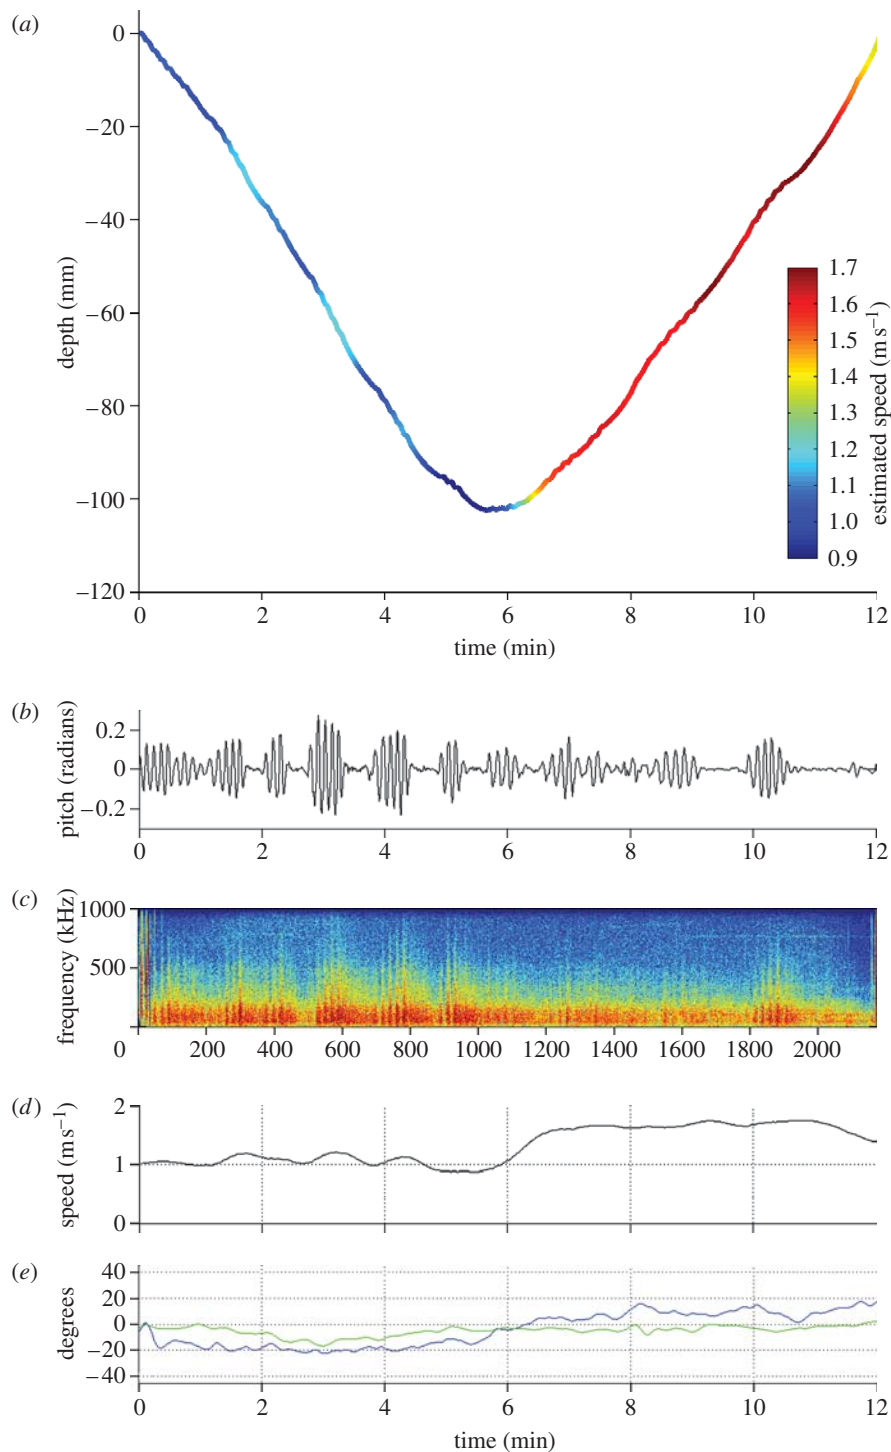 (a)
0
−20
−40
−60
−80
−100
−120
depth (mm)
0 2 4 6 8 10 12
time (min)
1.7
1.6
1.5
1.4
1.3
1.2
1.1
1.0
0.9
estimated speed (m s−1)
(b)
0.2
0
−0.2
pitch (radians)
0 2 4 6 8 10 12
(c)
1000
500
frequency (kHz)
0 200 400 600 800 1000 1200 1400 1600 1800 2000
(d)
2
1
0
speed (m s−1)
(e)
40
20
0
−20
−40
degrees
0 2 4 6 8 10 12
time (min)